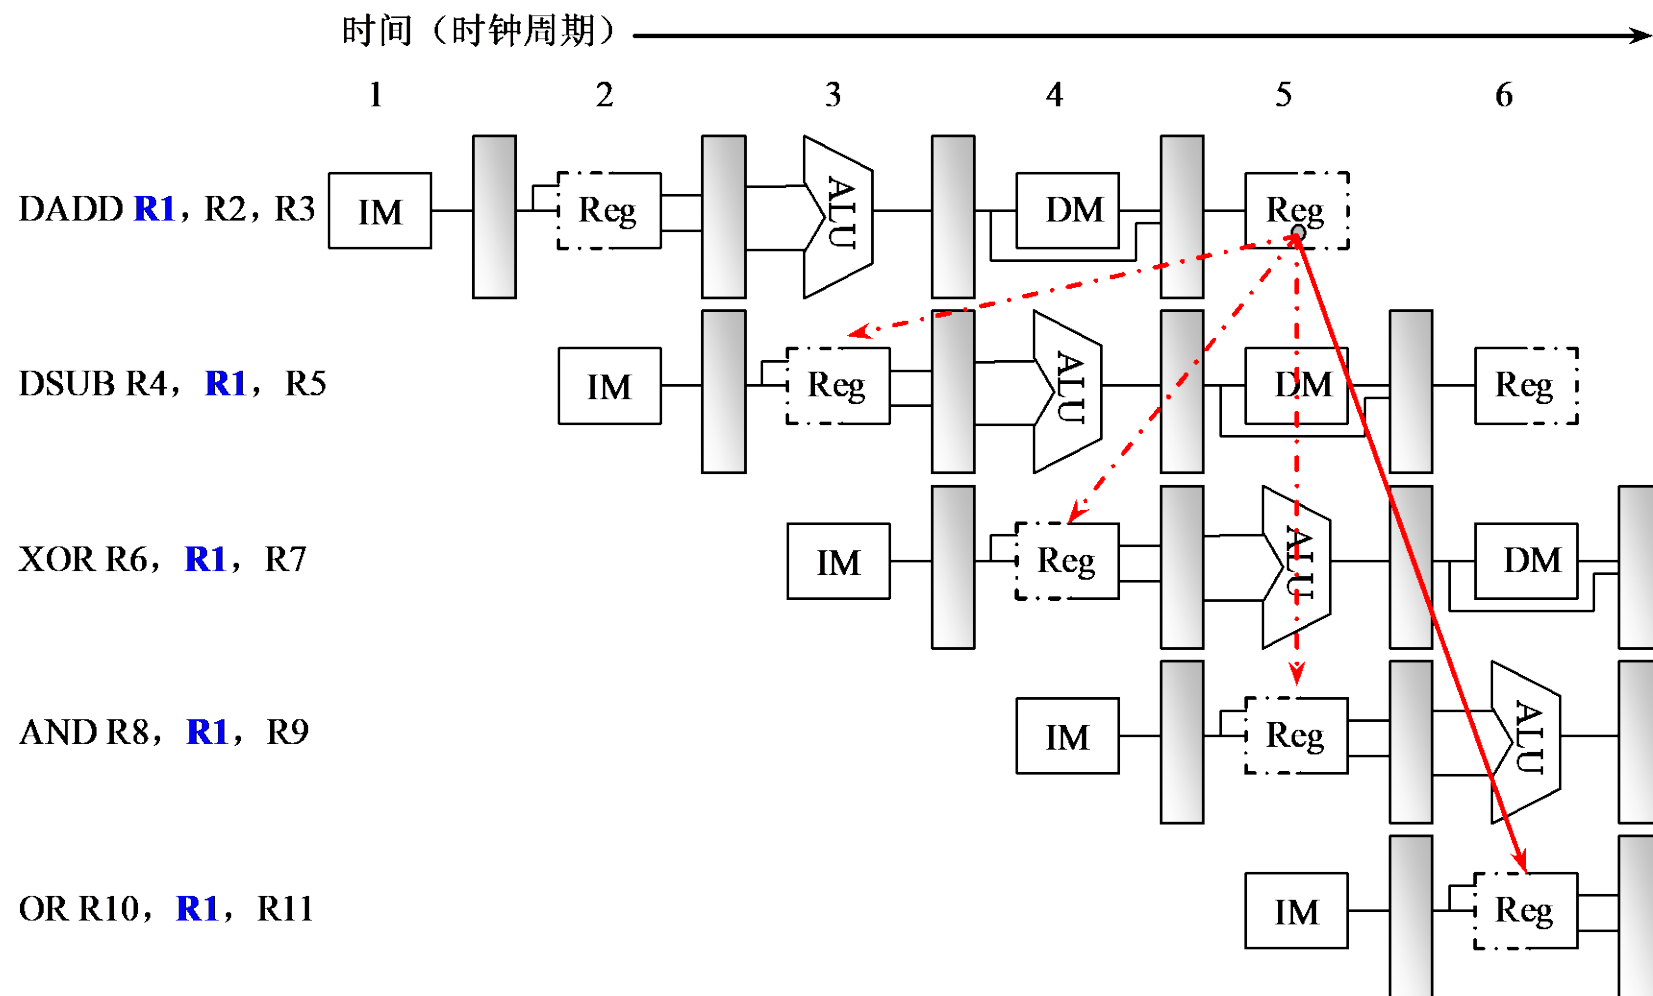 时间（时钟周期）
1 2 3 4 5 6
DADD R1，R2，R3 IM Reg ALU DM Reg
DSUB R4，R1，R5 IM Reg ALU DM Reg
XOR R6，R1，R7 IM Reg ALU DM
AND R8，R1，R9 IM Reg ALU
OR R10，R1，R11 IM Reg